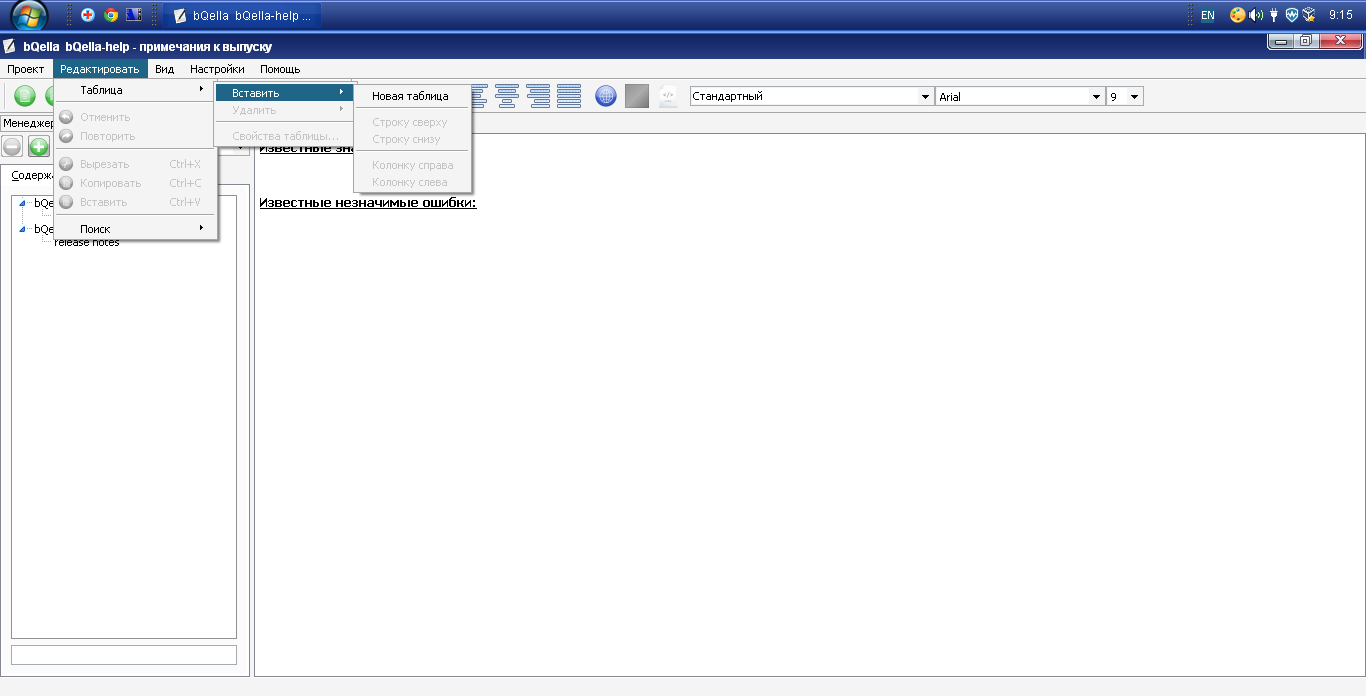 bQella bQella-help ...
EN
9:15
bQella bQella-help - примечания к выпуску
Проект Редактировать Вид Настройки Помощь
Таблица
Отменить
Повторить
Вырезать Ctrl+X
Копировать Ctrl+C
Вставить Ctrl+V
Поиск
Вставить
Удалить
Свойства таблицы...
Новая таблица
Строку сверху
Строку снизу
Колонку справа
Колонку слева
Стандартный
Arial
9
Менеджер
Содержа
bQe
bQe
release notes
Известные зна
Известные незначимые ошибки: